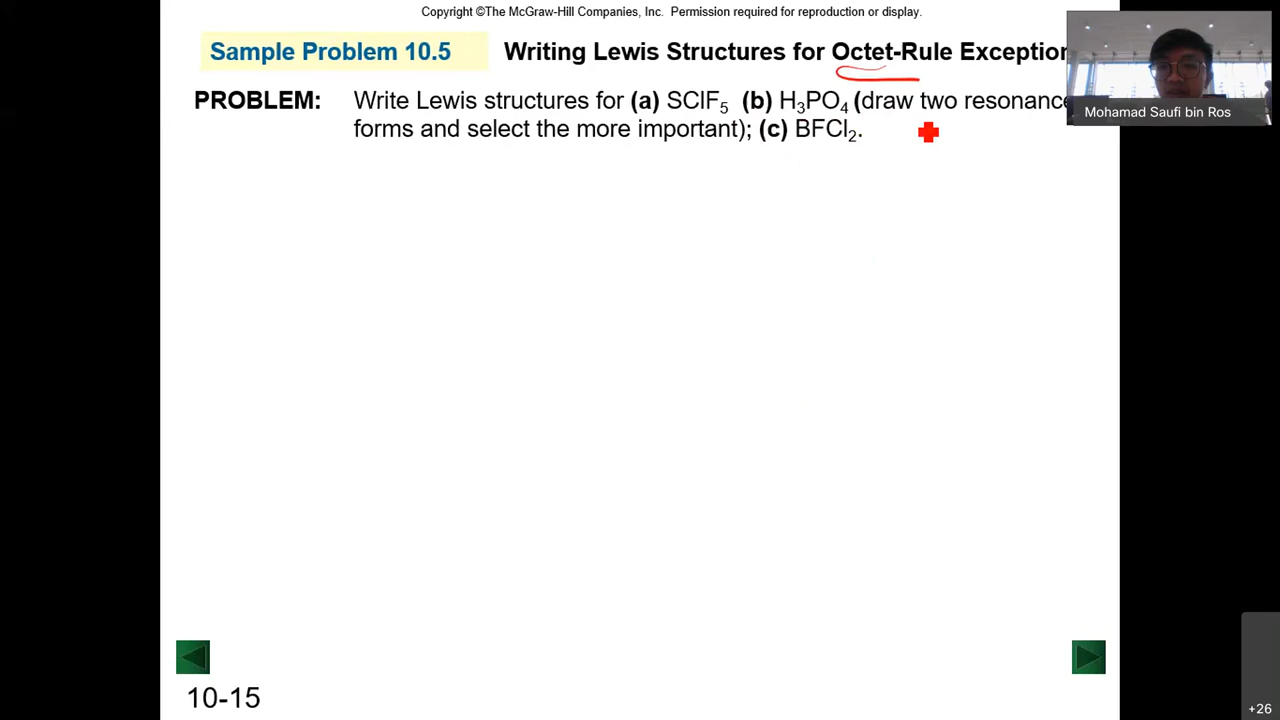 Copyright ©The McGraw-Hill Companies, Inc. Permission required for reproduction or display.
Sample Problem 10.5 Writing Lewis Structures for Octet-Rule Exception
PROBLEM: Write Lewis structures for (a) SClF₅ (b) H₃PO₄ (draw two resonance
forms and select the more important); (c) BFCl₂.
Mohamad Saufi bin Ros
10-15
+26